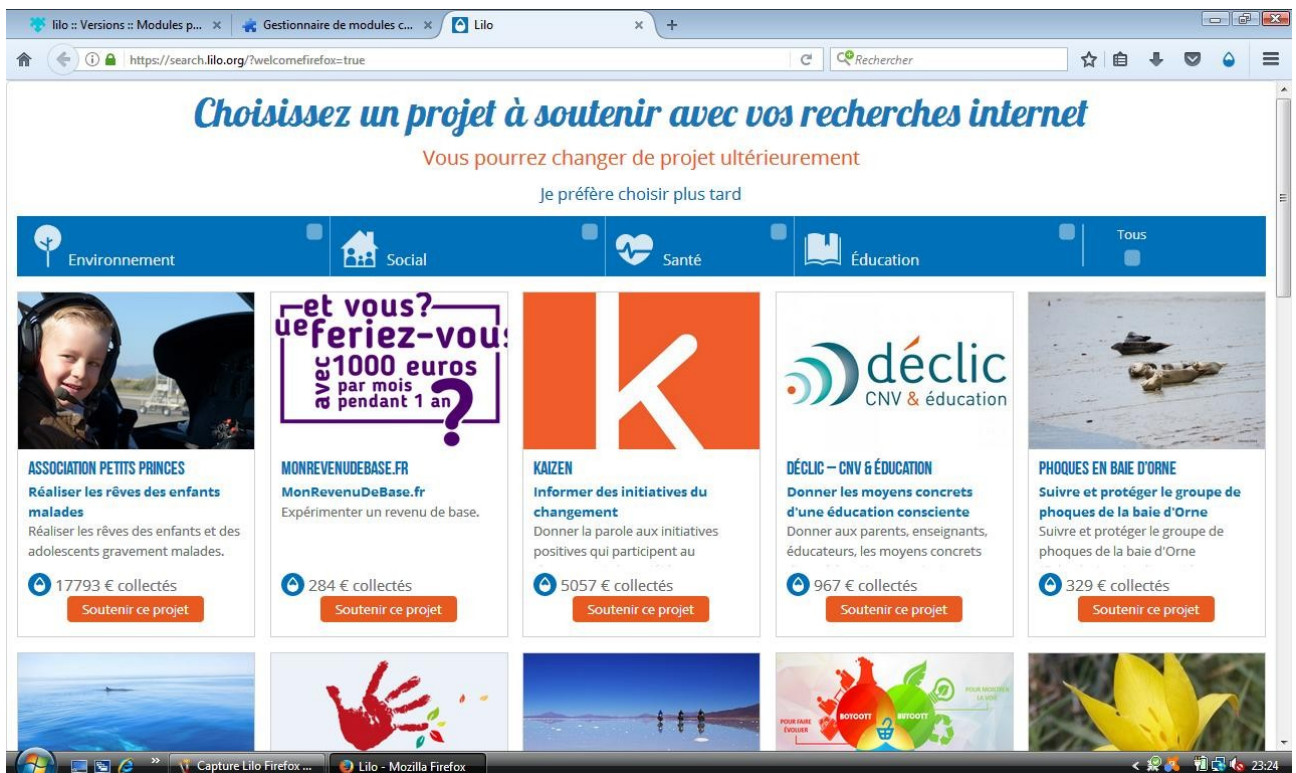 lilo :: Versions :: Modules p...
Gestionnaire de modules c...
Lilo
https://search.lilo.org/?welcomefirefox=true
Rechercher
Choisissez un projet à soutenir avec vos recherches internet
Vous pourrez changer de projet ultérieurement
Je préfère choisir plus tard
Environnement
Social
Santé
Éducation
Tous
et vous?
feriez-vous
avec 1000 euros
par mois
pendant 1 an
?
K
déclic
CNV & éducation
ASSOCIATION PETITS PRINCES
Réaliser les rêves des enfants
malades
Réaliser les rêves des enfants et des
adolescents gravement malades.
17793 € collectés
Soutenir ce projet
MONREVENUDEBASE.FR
MonRevenuDeBase.fr
Expérimenter un revenu de base.
284 € collectés
Soutenir ce projet
KAIZEN
Informer des initiatives du
changement
Donner la parole aux initiatives
positives qui participent au
5057 € collectés
Soutenir ce projet
DÉCLIC – CNV & ÉDUCATION
Donner les moyens concrets
d'une éducation consciente
Donner aux parents, enseignants,
éducateurs, les moyens concrets
967 € collectés
Soutenir ce projet
PHOQUES EN BAIE D'ORNE
Suivre et protéger le groupe de
phoques de la baie d'Orne
Suivre et protéger le groupe de
phoques de la baie d'Orne
329 € collectés
Soutenir ce projet
POUR FAIRE
ÉVOLUER
BOYCOTT
BUYCOTT
POUR MONTRER
LA VOIE
Capture Lilo Firefox ...
Lilo - Mozilla Firefox
23:24